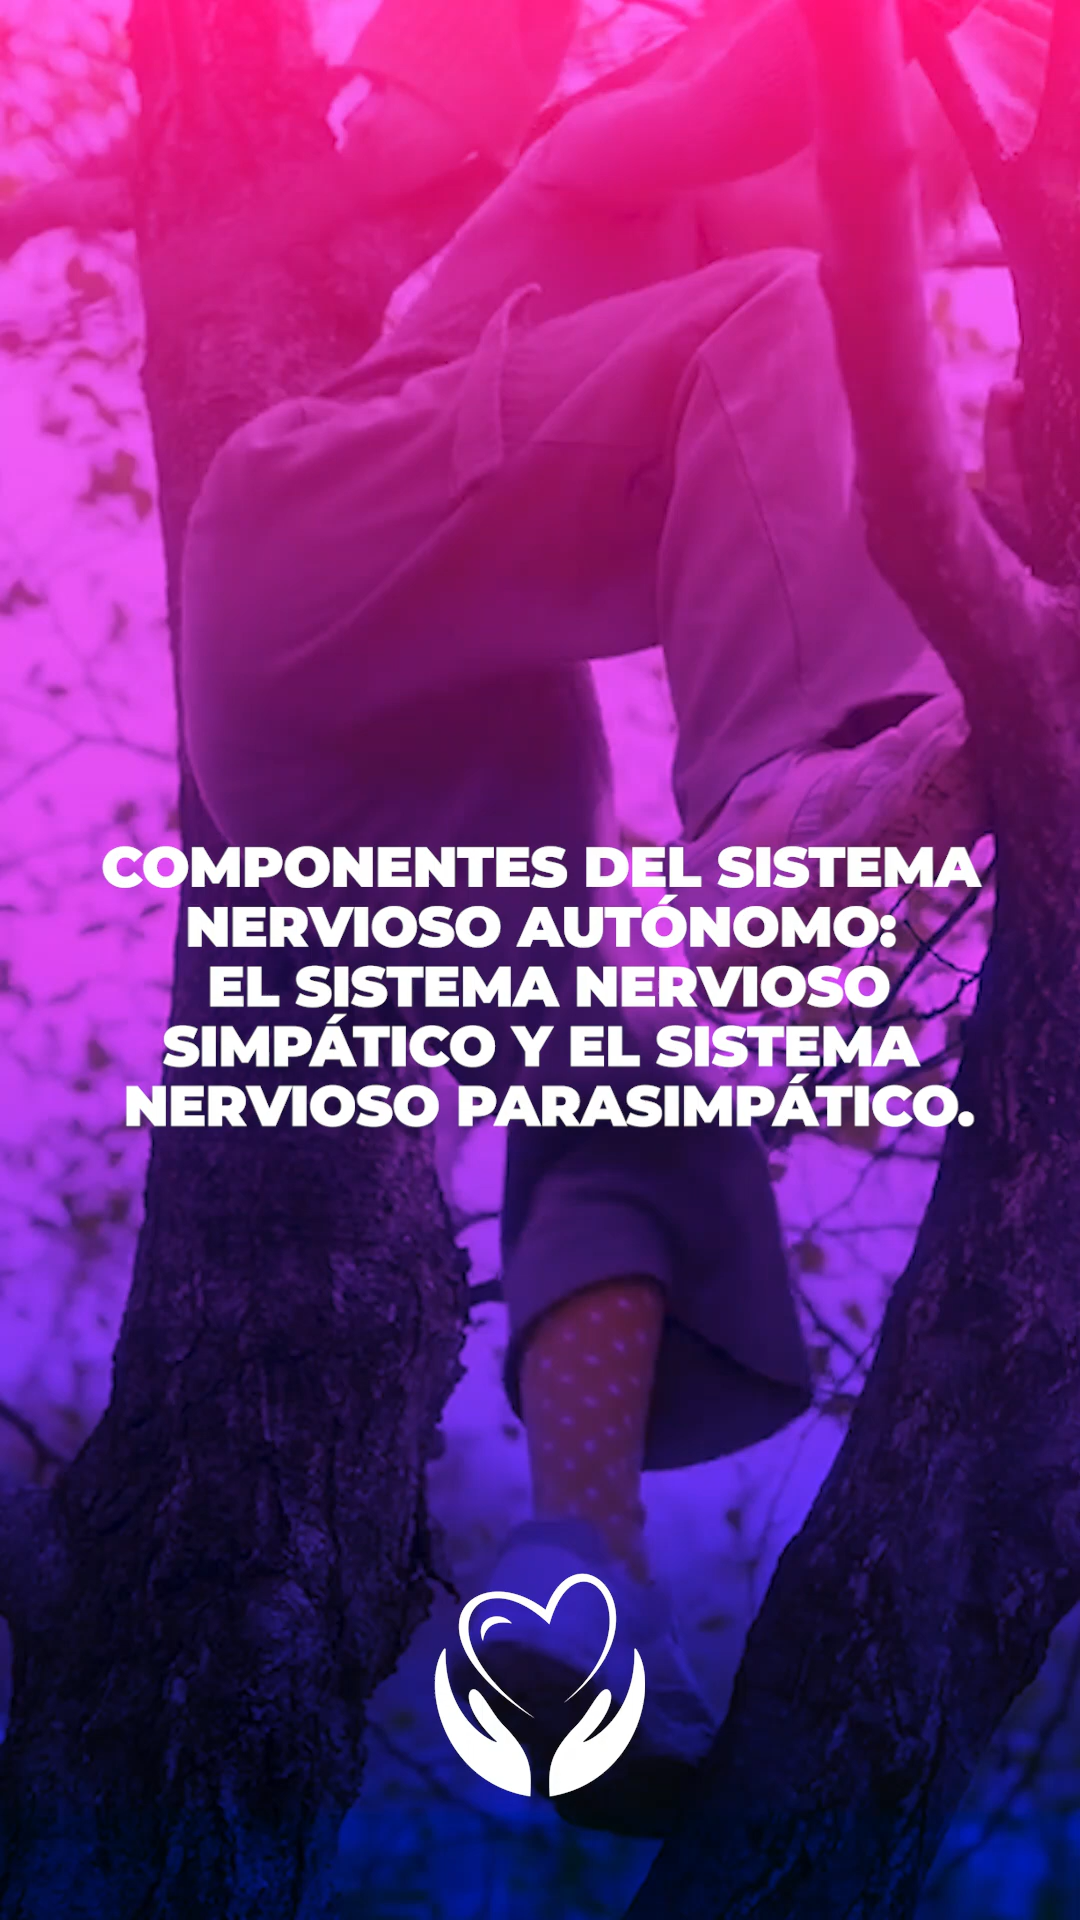 COMPONENTES DEL SISTEMA
NERVIOSO AUTÓNOMO:
EL SISTEMA NERVIOSO
SIMPÁTICO Y EL SISTEMA
NERVIOSO PARASIMPÁTICO.